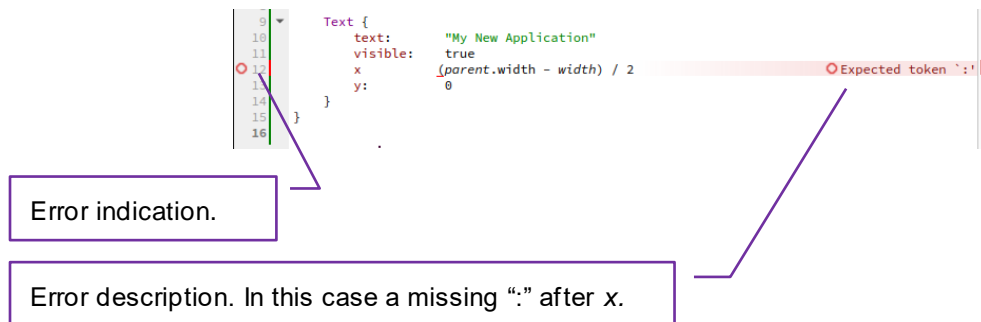 9 Text {
10 text: "My New Application"
11 visible: true
12 x (parent.width - width) / 2 Expected token `:'
13 y: 0
14 }
15 }
16
Error indication.
Error description. In this case a missing “:” after x.